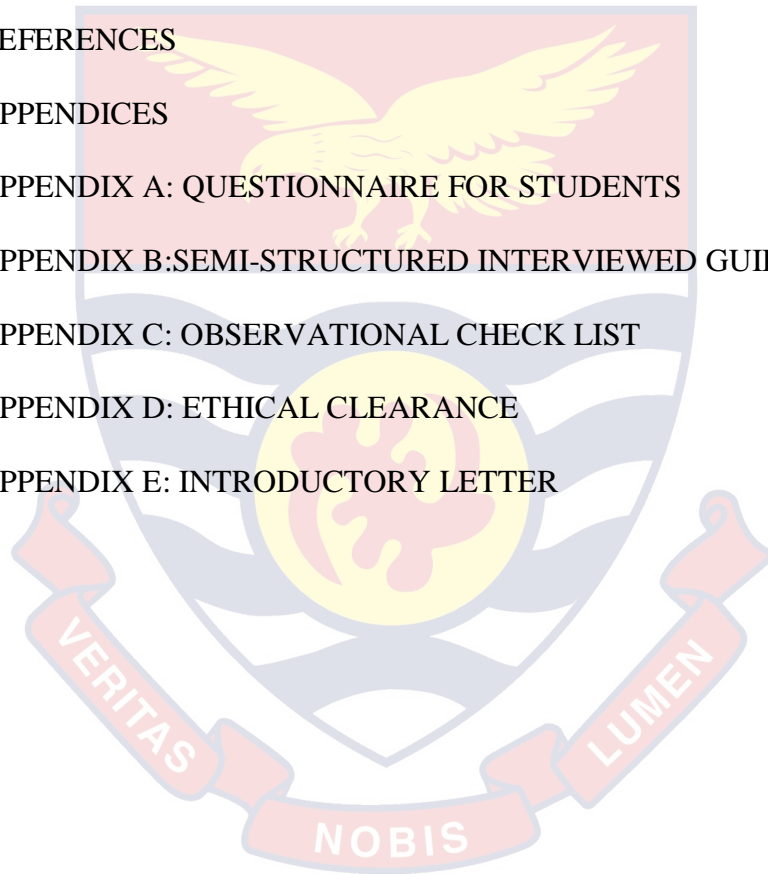 EFERENCES
PPENDICES
PPENDIX A: QUESTIONNAIRE FOR STUDENTS
PPENDIX B:SEMI-STRUCTURED INTERVIEWED GUI
PPENDIX C: OBSERVATIONAL CHECK LIST
PPENDIX D: ETHICAL CLEARANCE
PPENDIX E: INTRODUCTORY LETTER
VERITAS
NOBIS
LUMEN